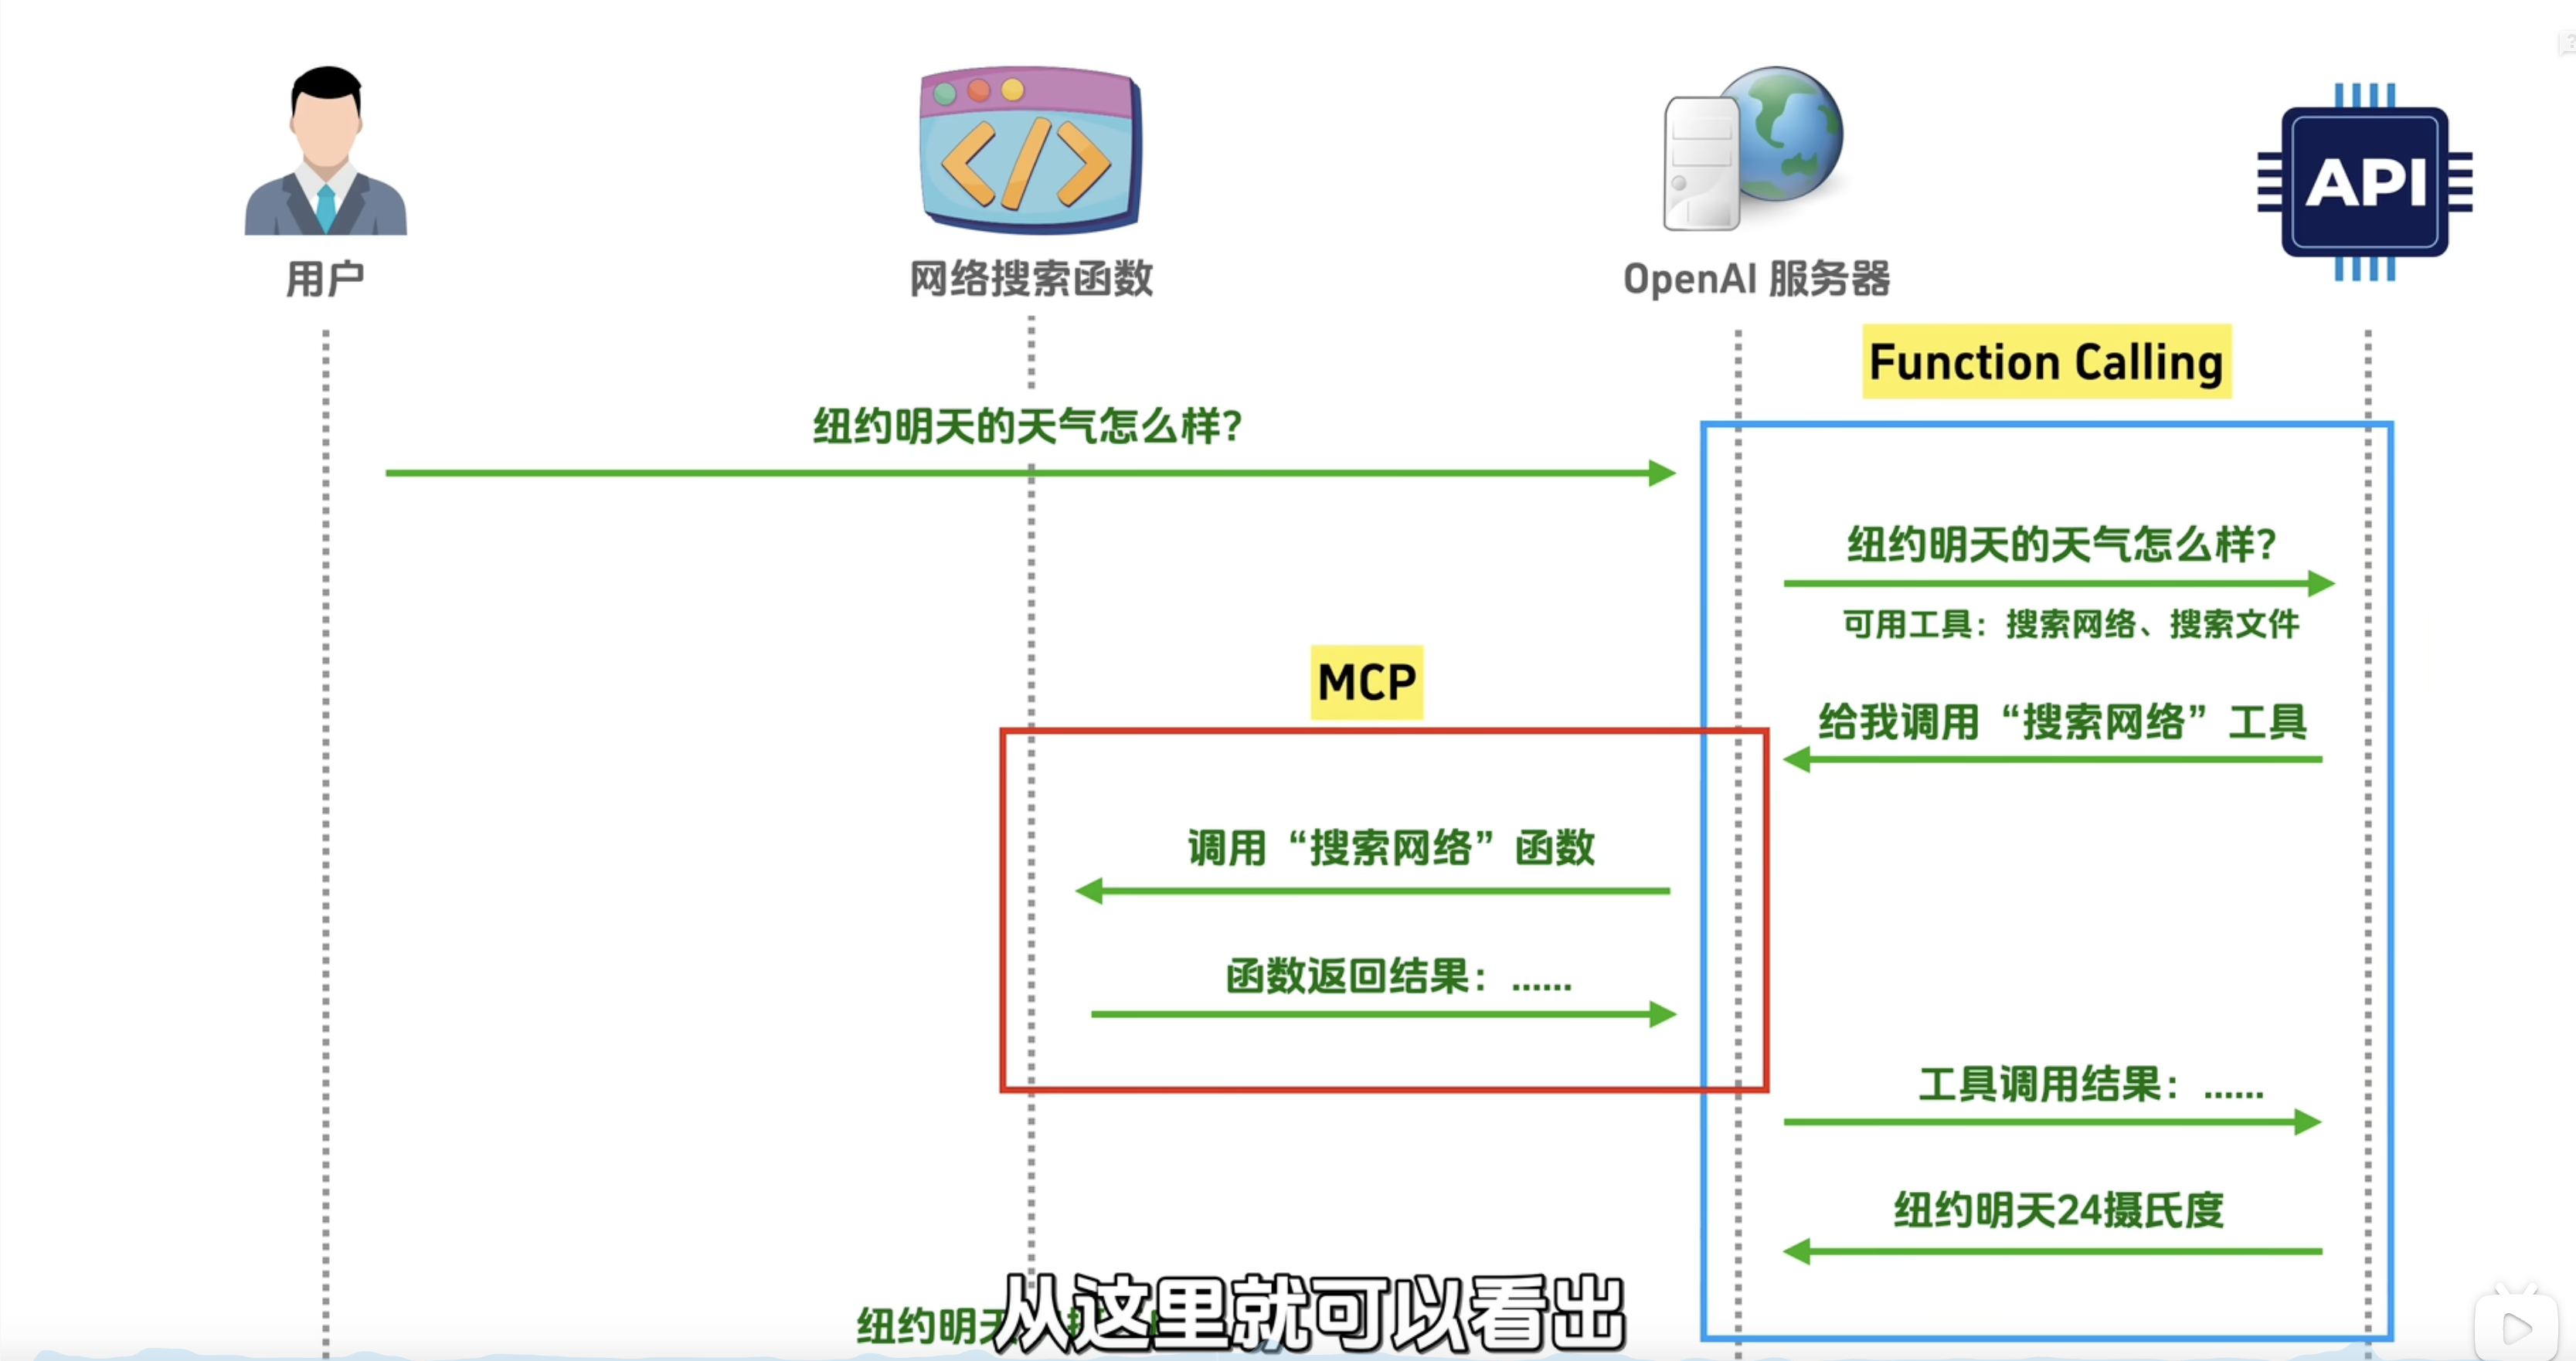 API
用户
网络搜索函数
OpenAI 服务器
Function Calling
纽约明天的天气怎么样？
纽约明天的天气怎么样？
可用工具：搜索网络、搜索文件
MCP
给我调用“搜索网络”工具
调用“搜索网络”函数
函数返回结果：......
工具调用结果：......
纽约明天24摄氏度
纽约明天
从这里就可以看出